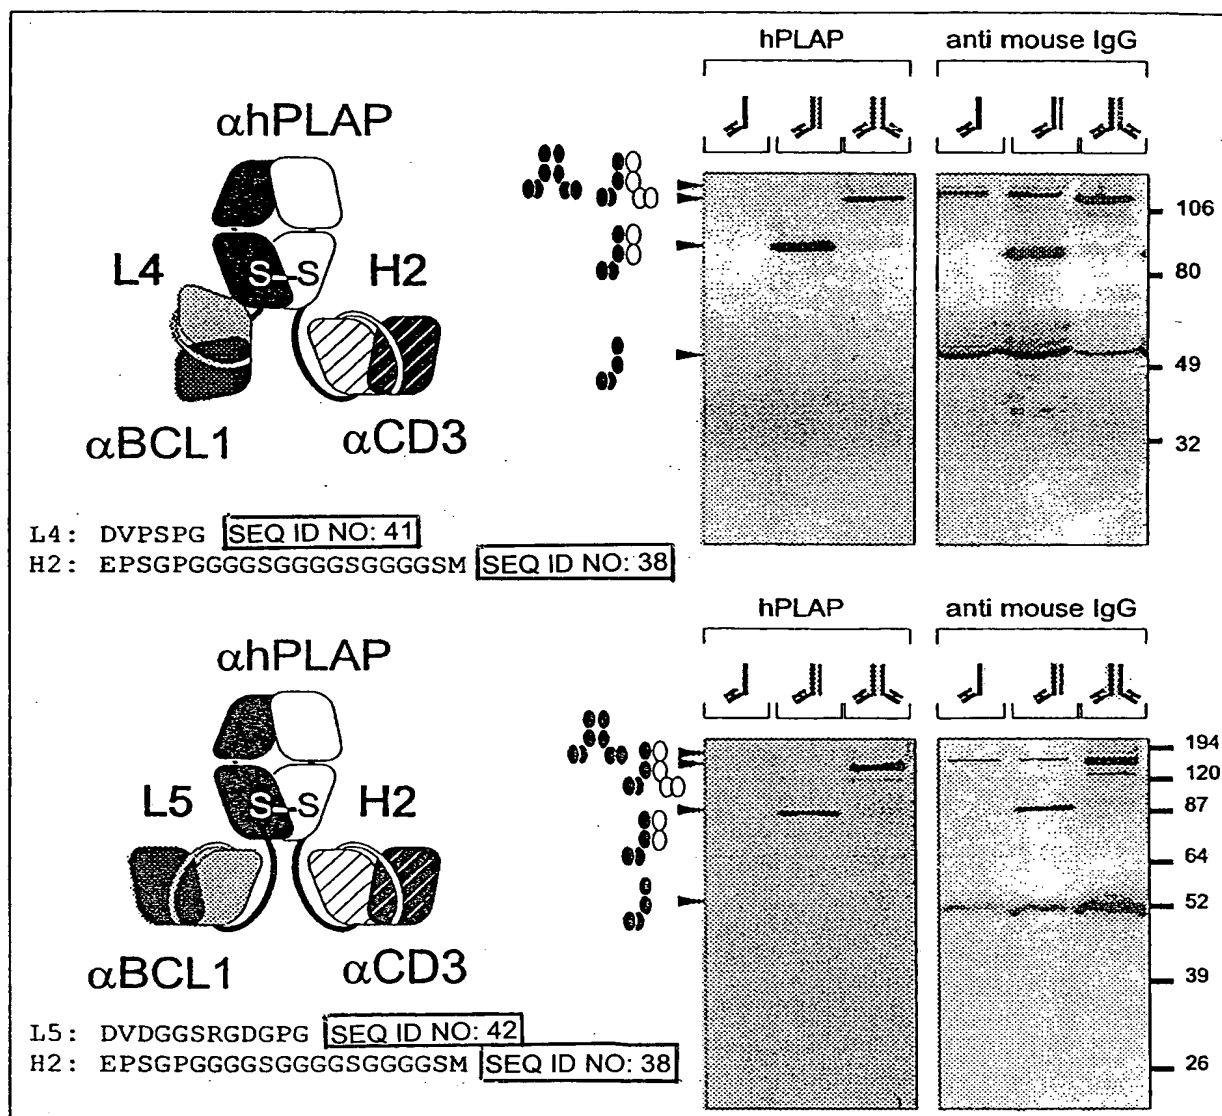 hPLAP
anti mouse IgG
αhPLAP
L4
S--S
H2
αBCL1
αCD3
106
80
49
32
L4: DVPSPG SEQ ID NO: 41
H2: EPSGPGGGGSGGGGSGGGGSM SEQ ID NO: 38
hPLAP
anti mouse IgG
αhPLAP
L5
S--S
H2
αBCL1
αCD3
194
120
87
64
52
39
26
L5: DVDGGSRGDGPG SEQ ID NO: 42
H2: EPSGPGGGGSGGGGSGGGGSM SEQ ID NO: 38